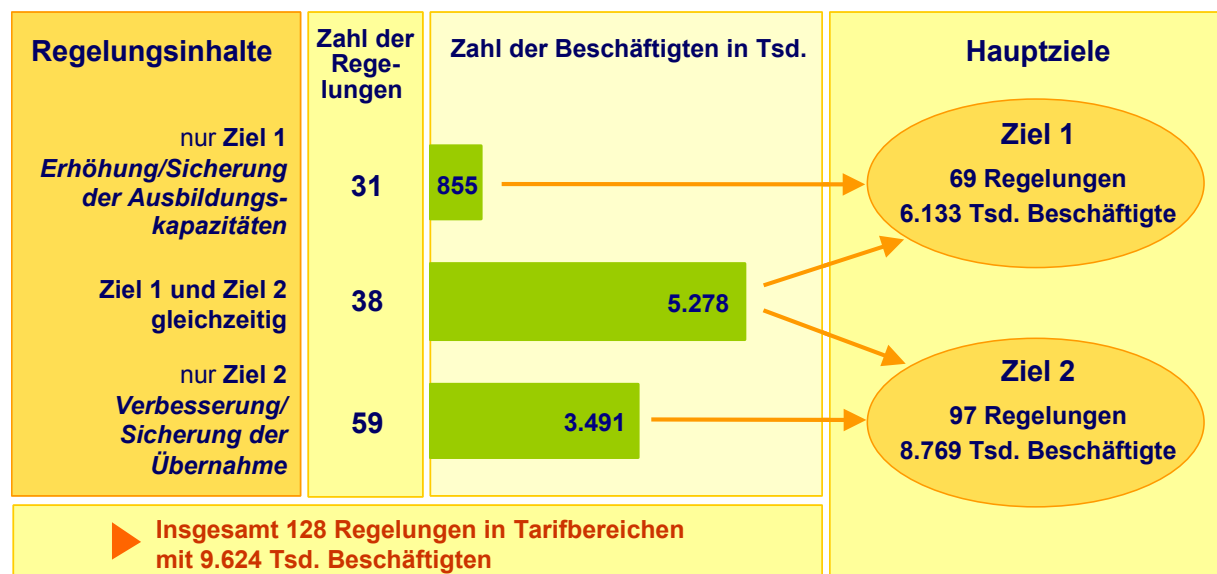 Regelungsinhalte
Zahl der
Rege-
lungen
Zahl der Beschäftigten in Tsd.
Hauptziele
nur Ziel 1
Erhöhung/Sicherung
der Ausbildungs-
kapazitäten
31
855
Ziel 1
69 Regelungen
6.133 Tsd. Beschäftigte
Ziel 1 und Ziel 2
gleichzeitig
38
5.278
nur Ziel 2
Verbesserung/
Sicherung der
Übernahme
59
3.491
Ziel 2
97 Regelungen
8.769 Tsd. Beschäftigte
Insgesamt 128 Regelungen in Tarifbereichen
mit 9.624 Tsd. Beschäftigten